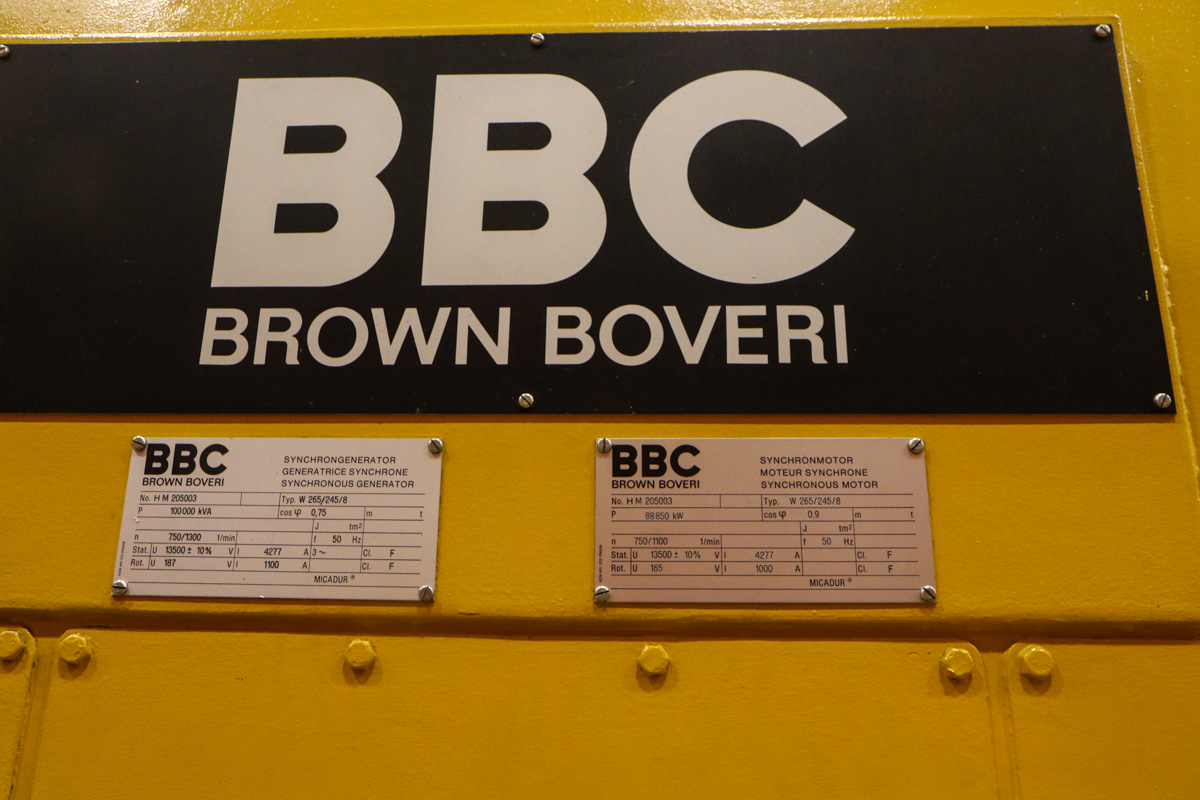 BBC
BROWN BOVERI
BBC
BROWN BOVERI
SYNCHRONGENERATOR
GENERATRICE SYNCHRONE
SYNCHRONOUS GENERATOR
No. H M 205003 Typ. W 265/245/8
P 100000 kVA cos φ 0,75 m t
J tm²
n 750/1300 1/min f 50 Hz
Stat. U 13500 ± 10% V I 4277 A 3 ~ Cl. F
Rot. U 187 V I 1100 A Cl. F
MICADUR ®
BBC
BROWN BOVERI
SYNCHRONMOTOR
MOTEUR SYNCHRONE
SYNCHRONOUS MOTOR
No. H M 205003 Typ. W 265/245/8
P 88850 kW cos φ 0,9 m t
J tm²
n 750/1100 1/min f 50 Hz
Stat. U 13500 ± 10% V I 4277 A Cl. F
Rot. U 165 V I 1000 A Cl. F
MICADUR ®